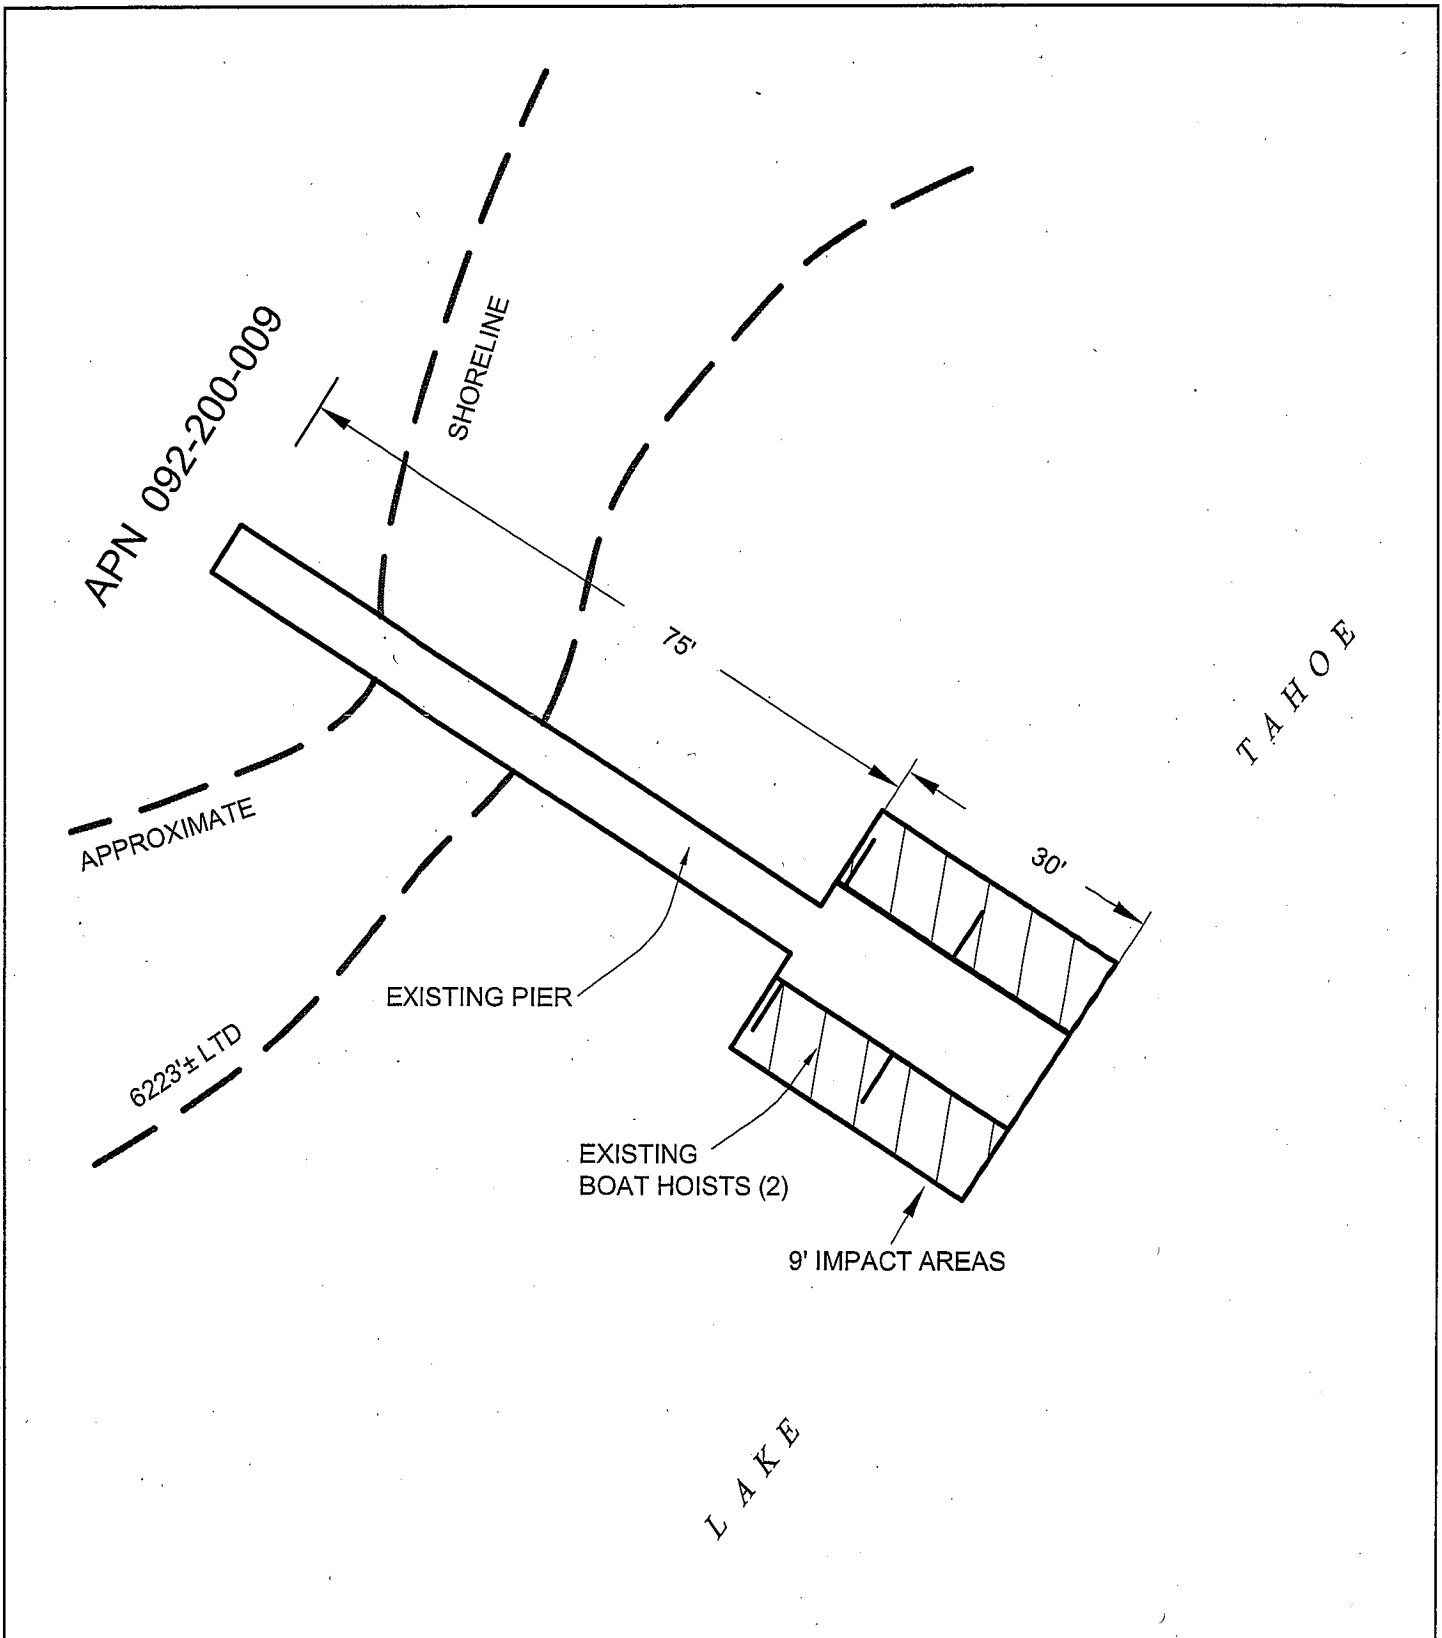 APN 092-200-009
SHORELINE
75'
TAHOE
APPROXIMATE
30'
EXISTING PIER
6223'± LTD
EXISTING
BOAT HOISTS (2)
9' IMPACT AREAS
LAKE